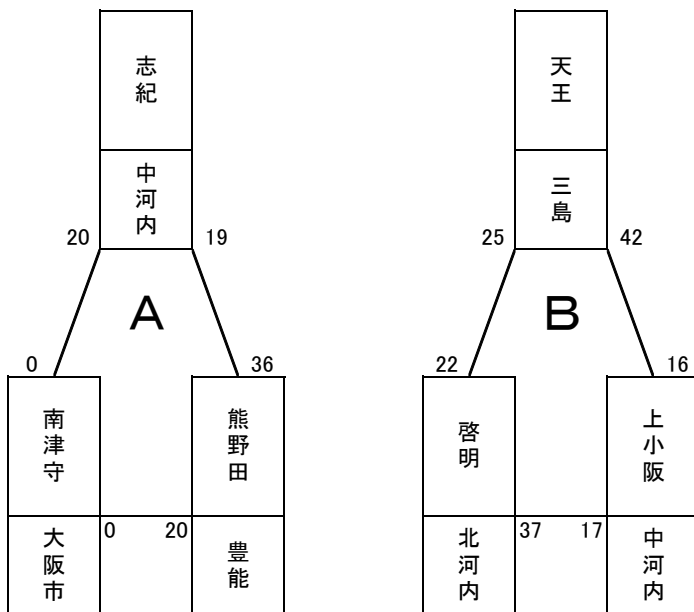 志紀
天王
中河内
三島
20
19
25
42
A
B
0
36
22
16
南津守
熊野田
啓明
上小阪
0
20
37
17
大阪市
豊能
北河内
中河内